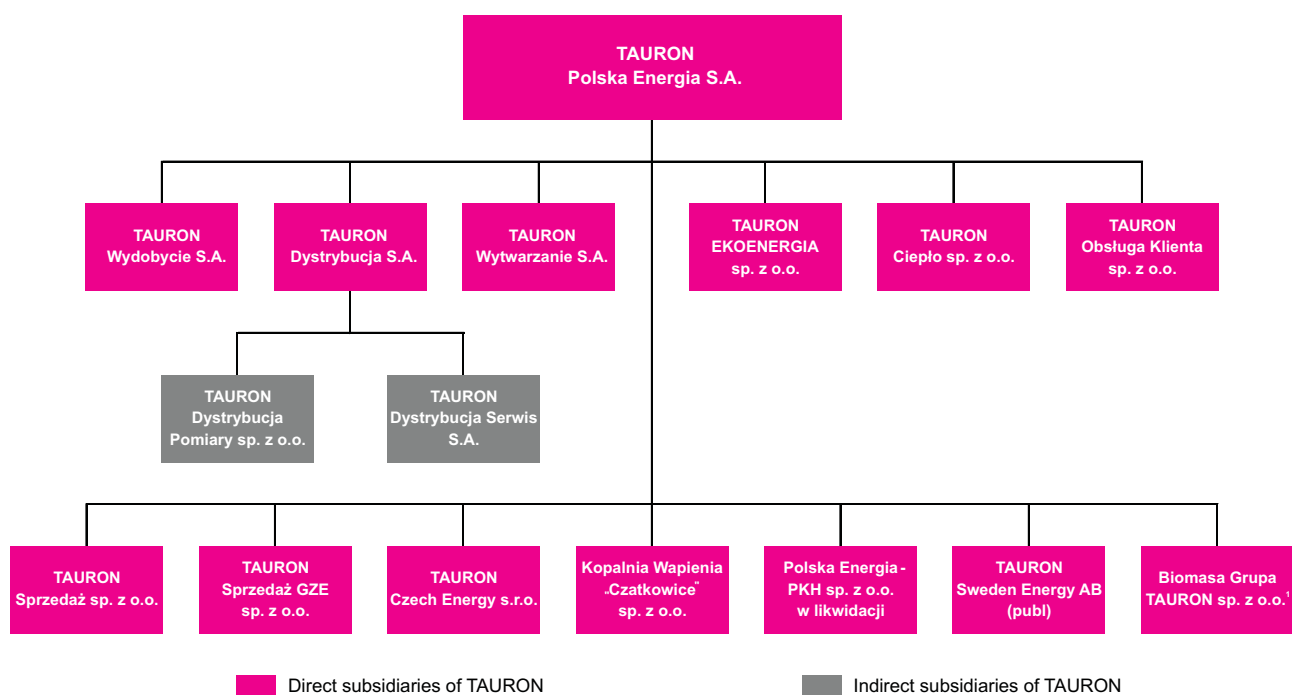 TAURON
Polska Energia S.A.
TAURON
Wydobycie S.A.
TAURON
Dystrybucja S.A.
TAURON
Wytwarzanie S.A.
TAURON
EKOENERGIA
sp. z o.o.
TAURON
Ciepło sp. z o.o.
TAURON
Obsługa Klienta
sp. z o.o.
TAURON
Dystrybucja
Pomiary sp. z o.o.
TAURON
Dystrybucja Serwis
S.A.
TAURON
Sprzedaż sp. z o.o.
TAURON
Sprzedaż GZE
sp. z o.o.
TAURON
Czech Energy s.r.o.
Kopalnia Wapienia
„Czatkowice”
sp. z o.o.
Polska Energia -
PKH sp. z o.o.
w likwidacji
TAURON
Sweden Energy AB
(publ)
Biomasa Grupa
TAURON sp. z o.o.¹
Direct subsidiaries of TAURON
Indirect subsidiaries of TAURON